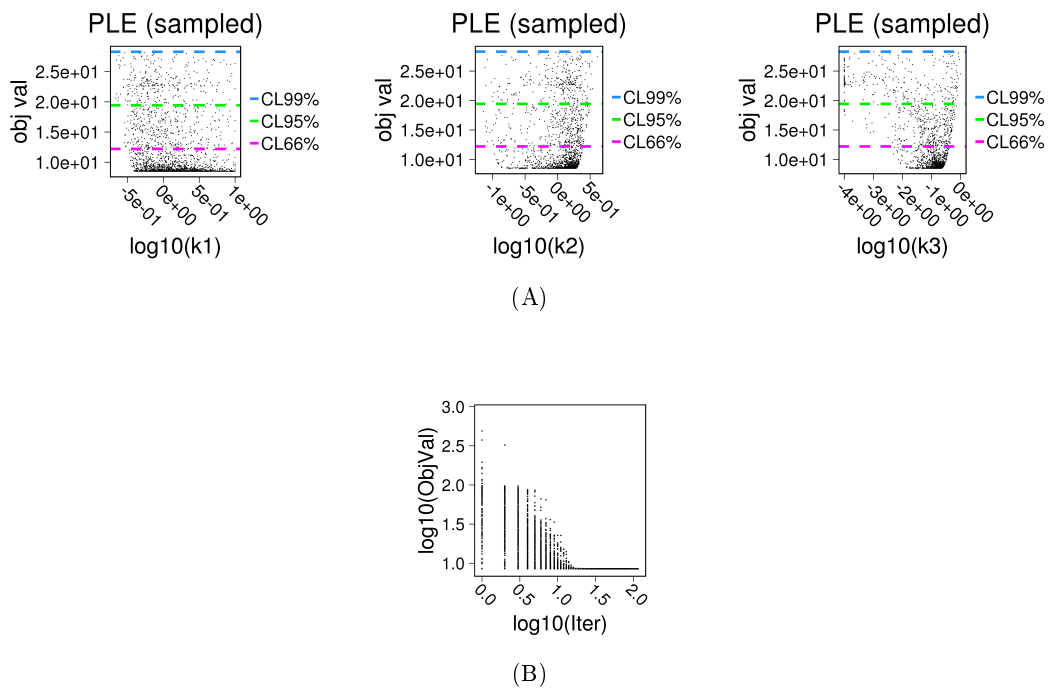 PLE (sampled)
obj val
2.5e+01
2.0e+01
1.5e+01
1.0e+01
-5e-01
0e+00
5e-01
1e+00
log10(k1)
CL99%
CL95%
CL66%
PLE (sampled)
obj val
2.5e+01
2.0e+01
1.5e+01
1.0e+01
-1e+00
-5e-01
0e+00
5e-01
log10(k2)
CL99%
CL95%
CL66%
PLE (sampled)
obj val
2.5e+01
2.0e+01
1.5e+01
1.0e+01
-4e+00
-3e+00
-2e+00
-1e+00
0e+00
log10(k3)
CL99%
CL95%
CL66%
(A)
log10(ObjVal)
3.0
2.5
2.0
1.5
1.0
0.0
0.5
1.0
1.5
2.0
log10(Iter)
(B)